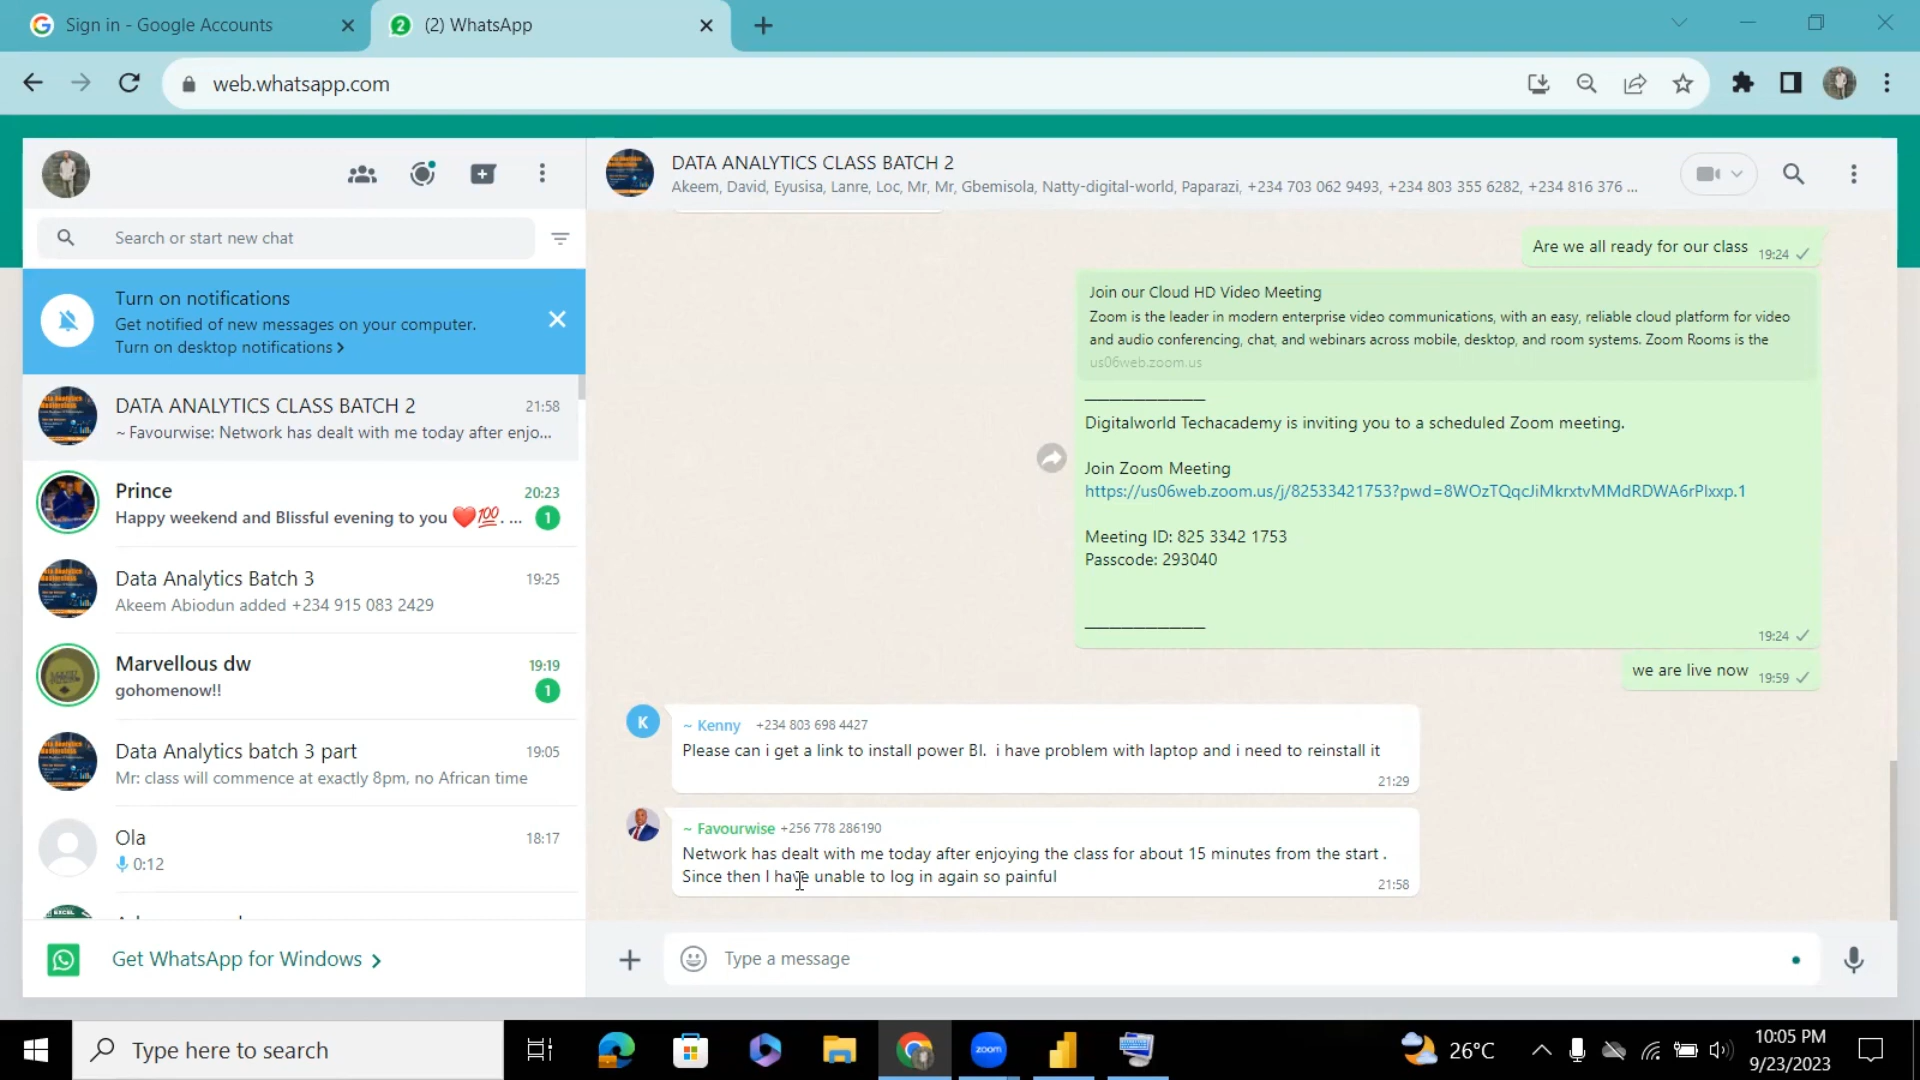 Sign in - Google Accounts
2
(2) WhatsApp
web.whatsapp.com
DATA ANALYTICS CLASS BATCH 2
Akeem, David, Eyusisa, Lanre, Loc, Mr, Mr, Gbemisola, Natty-digital-world, Paparazi, +234 703 062 9493, +234 803 355 6282, +234 816 376 ...
Search or start new chat
Turn on notifications
Get notified of new messages on your computer.
Turn on desktop notifications >
DATA ANALYTICS CLASS BATCH 2
21:58
~ Favourwise: Network has dealt with me today after enjo...
Prince
20:23
Happy weekend and Blissful evening to you ❤️💯. ...
1
Data Analytics Batch 3
19:25
Akeem Abiodun added +234 915 083 2429
Marvellous dw
19:19
gohomenow!!
1
Data Analytics batch 3 part
19:05
Mr: class will commence at exactly 8pm, no African time
Ola
18:17
0:12
EXCEL
Get WhatsApp for Windows >
Are we all ready for our class
19:24
Join our Cloud HD Video Meeting
Zoom is the leader in modern enterprise video communications, with an easy, reliable cloud platform for video
and audio conferencing, chat, and webinars across mobile, desktop, and room systems. Zoom Rooms is the
us06web.zoom.us
__________
Digitalworld Techacademy is inviting you to a scheduled Zoom meeting.
Join Zoom Meeting
https://us06web.zoom.us/j/82533421753?pwd=8WOzTQqcJiMkrxtvMMdRDWA6rPlxxp.1
Meeting ID: 825 3342 1753
Passcode: 293040
__________
19:24
we are live now
19:59
K
~ Kenny +234 803 698 4427
Please can i get a link to install power BI. i have problem with laptop and i need to reinstall it
21:29
~ Favourwise +256 778 286190
Network has dealt with me today after enjoying the class for about 15 minutes from the start .
Since then I have unable to log in again so painful
21:58
Type a message
Type here to search
zoom
26°C
10:05 PM
9/23/2023